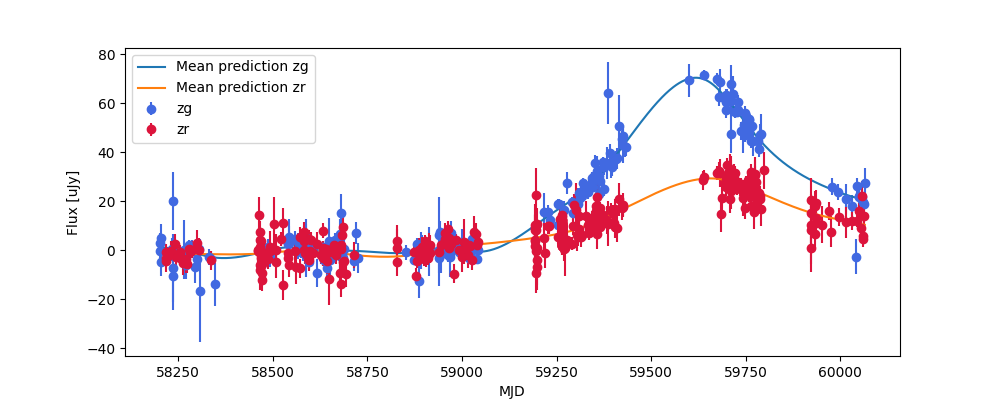 80
60
40
20
0
−20
−40
Flux [uJy]
Mean prediction zg
Mean prediction zr
zg
zr
58250
58500
58750
59000
59250
59500
59750
60000
MJD